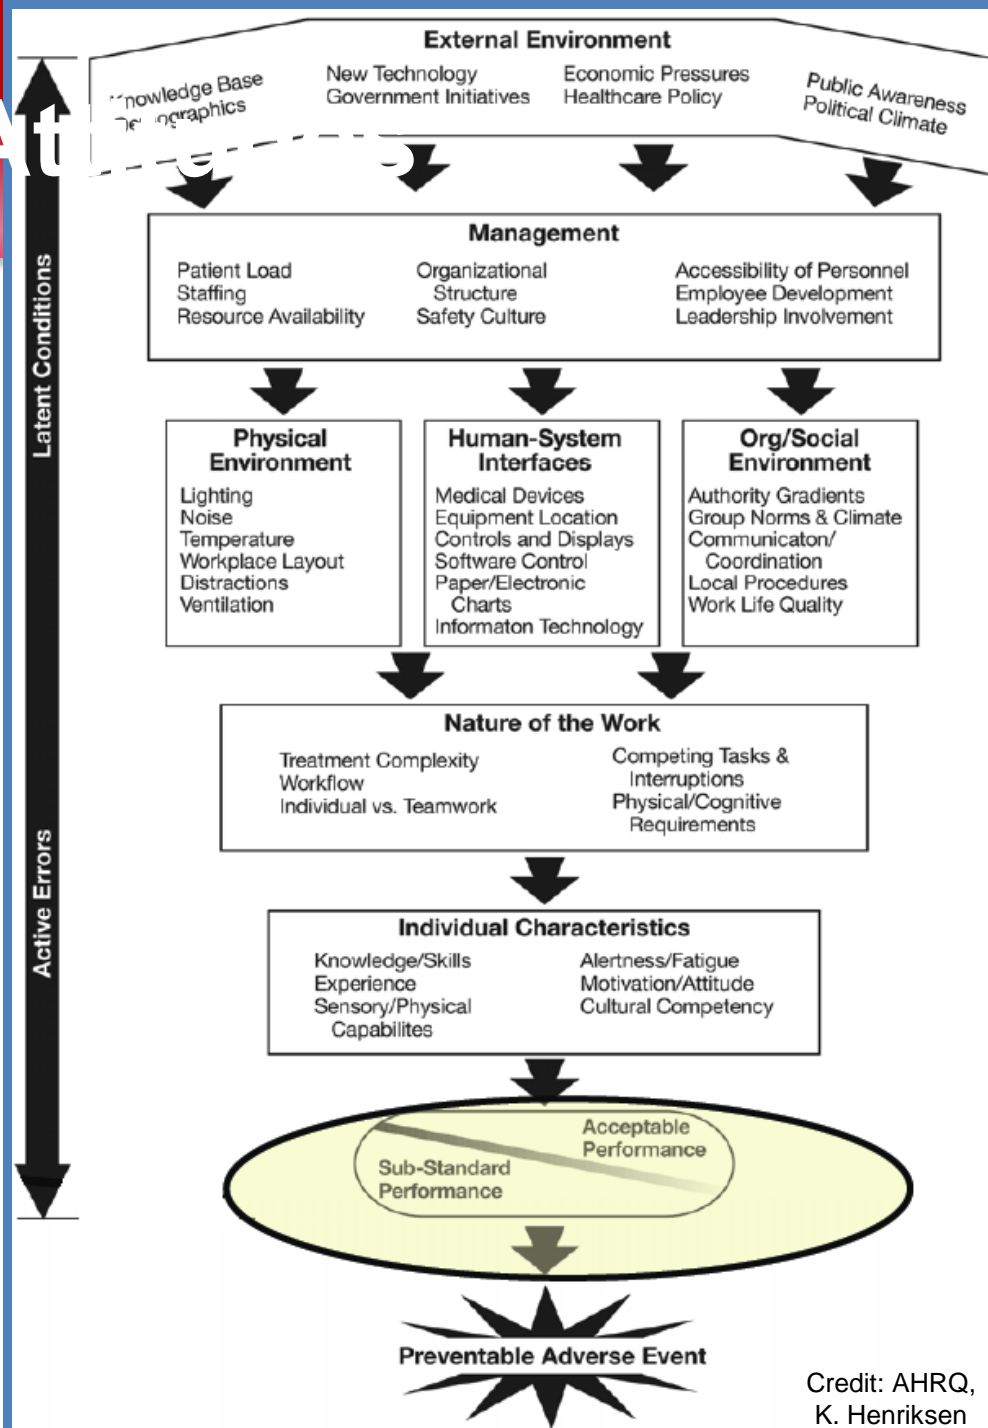 External Environment
Knowledge Base
Demographics
New Technology
Government Initiatives
Economic Pressures
Healthcare Policy
Public Awareness
Political Climate
Latent Conditions
Active Errors
Management
Patient Load
Staffing
Resource Availability
Organizational
Structure
Safety Culture
Accessibility of Personnel
Employee Development
Leadership Involvement
Physical
Environment
Lighting
Noise
Temperature
Workplace Layout
Distractions
Ventilation
Human-System
Interfaces
Medical Devices
Equipment Location
Controls and Displays
Software Control
Paper/Electronic
Charts
Informaton Technology
Org/Social
Environment
Authority Gradients
Group Norms & Climate
Communicaton/
Coordination
Local Procedures
Work Life Quality
Nature of the Work
Treatment Complexity
Workflow
Individual vs. Teamwork
Competing Tasks &
Interruptions
Physical/Cognitive
Requirements
Individual Characteristics
Knowledge/Skills
Experience
Sensory/Physical
Capabilites
Alertness/Fatigue
Motivation/Attitude
Cultural Competency
Acceptable
Performance
Sub-Standard
Performance
Preventable Adverse Event
Credit: AHRQ,
K. Henriksen